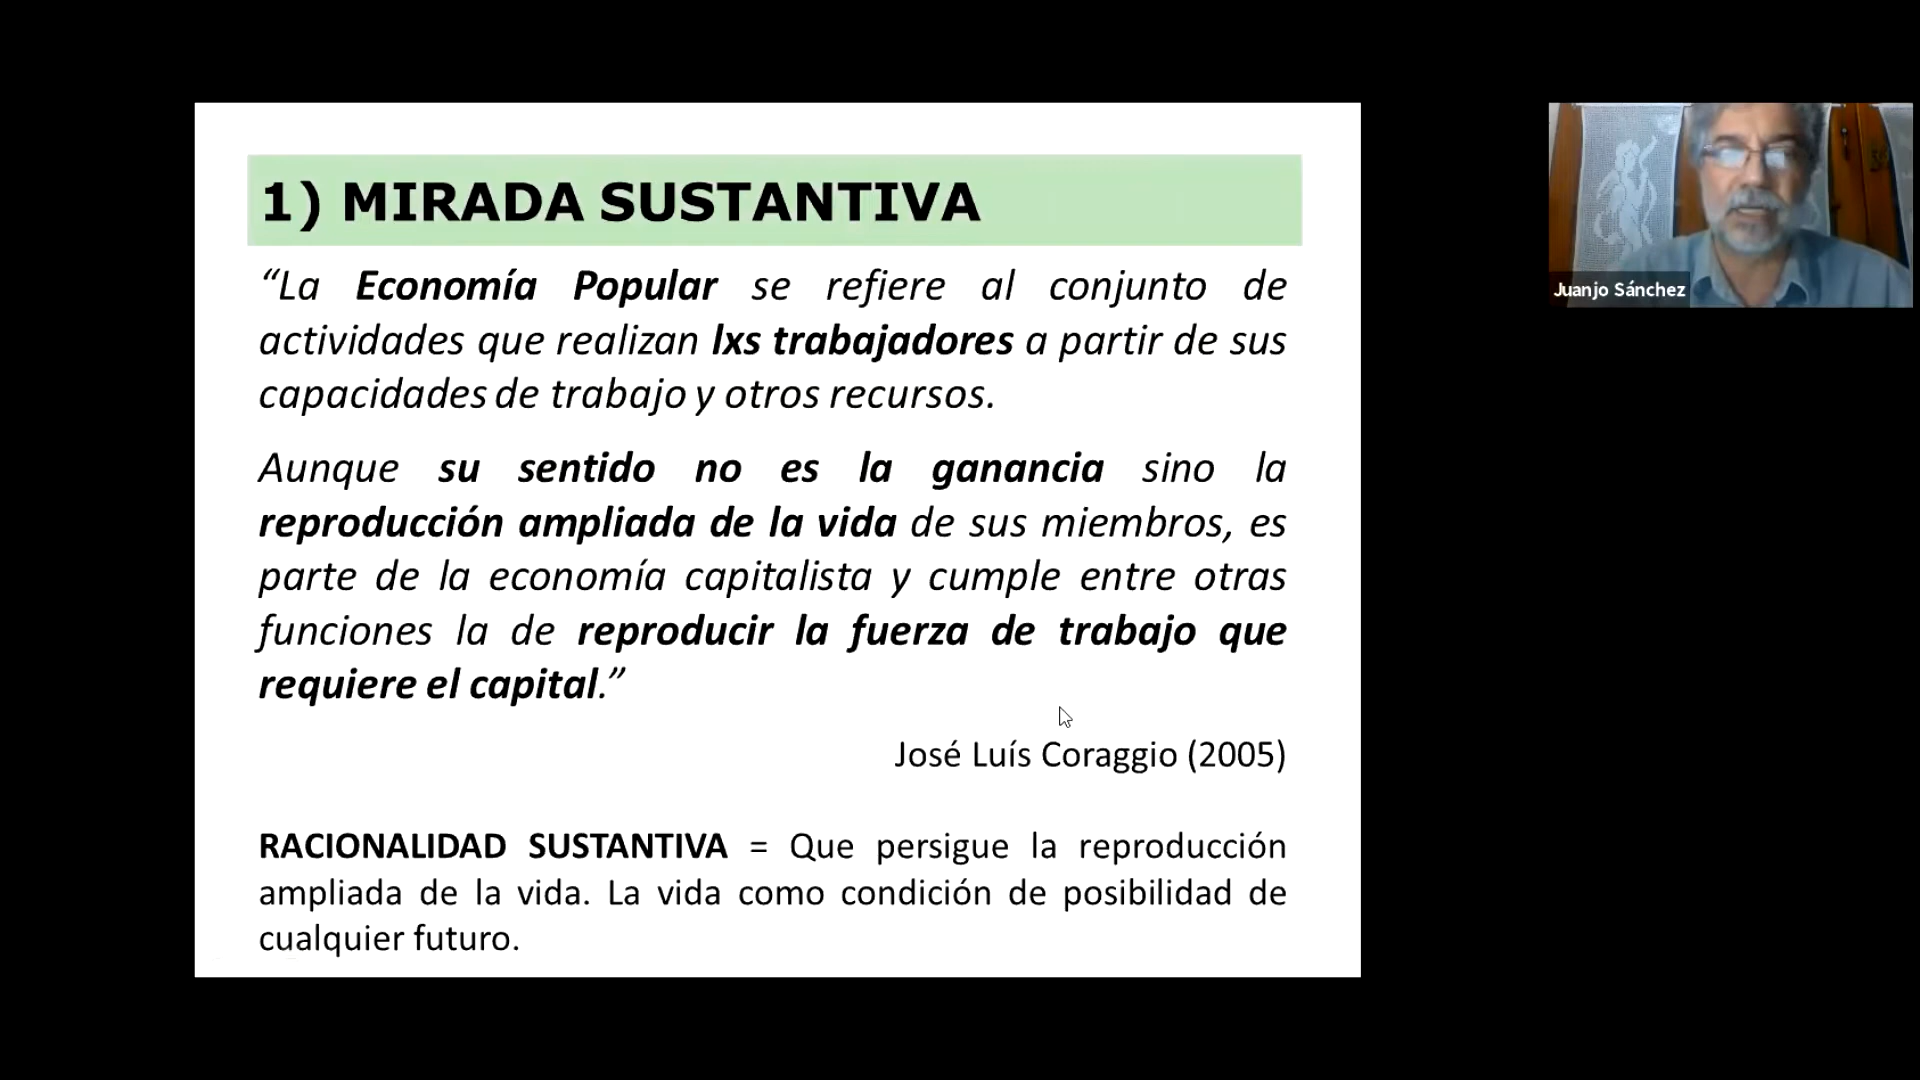 1) MIRADA SUSTANTIVA
“La Economía Popular se refiere al conjunto de
actividades que realizan lxs trabajadores a partir de sus
capacidades de trabajo y otros recursos.
Aunque su sentido no es la ganancia sino la
reproducción ampliada de la vida de sus miembros, es
parte de la economía capitalista y cumple entre otras
funciones la de reproducir la fuerza de trabajo que
requiere el capital.”
José Luís Coraggio (2005)
RACIONALIDAD SUSTANTIVA = Que persigue la reproducción
ampliada de la vida. La vida como condición de posibilidad de
cualquier futuro.
Juanjo Sánchez